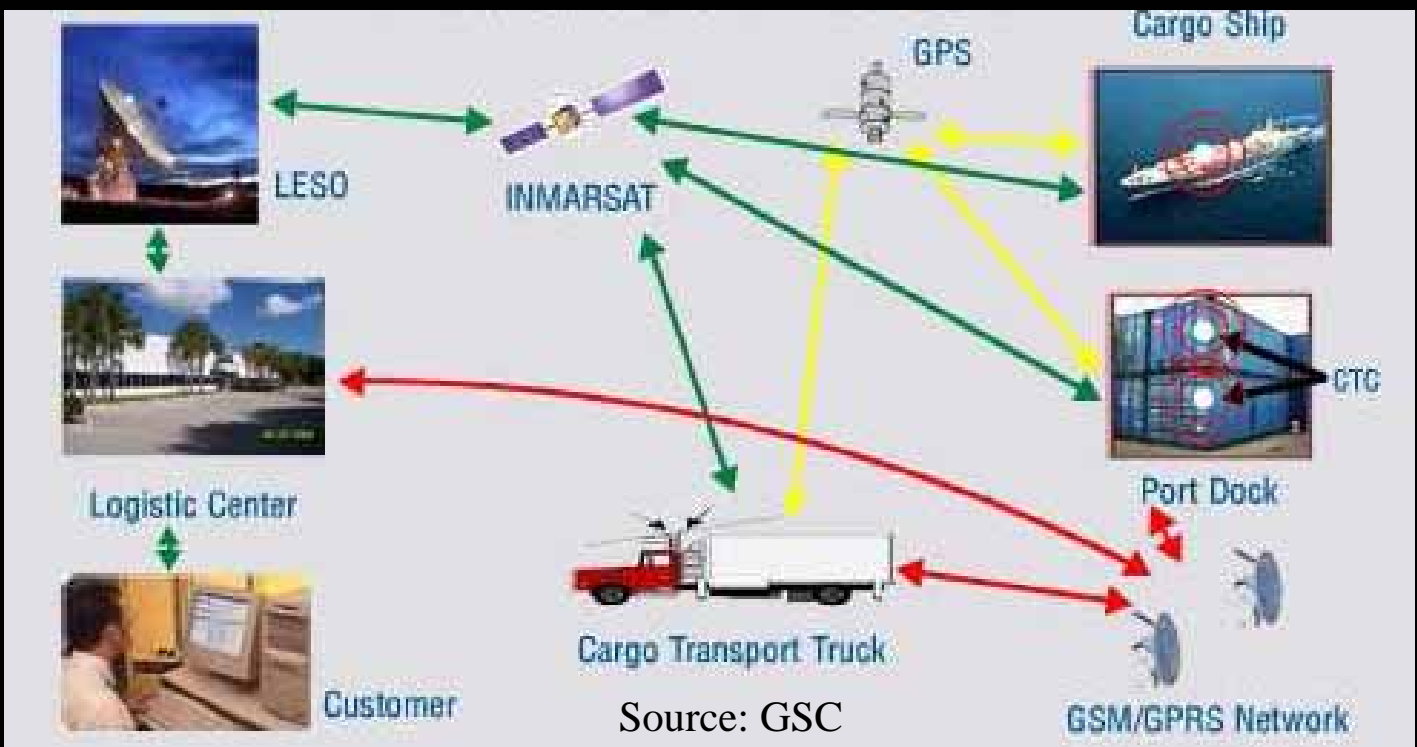 Cargo Ship
GPS
LESO
INMARSAT
CTC
Logistic Center
Port Dock
Cargo Transport Truck
Customer
Source: GSC
GSM/GPRS Network